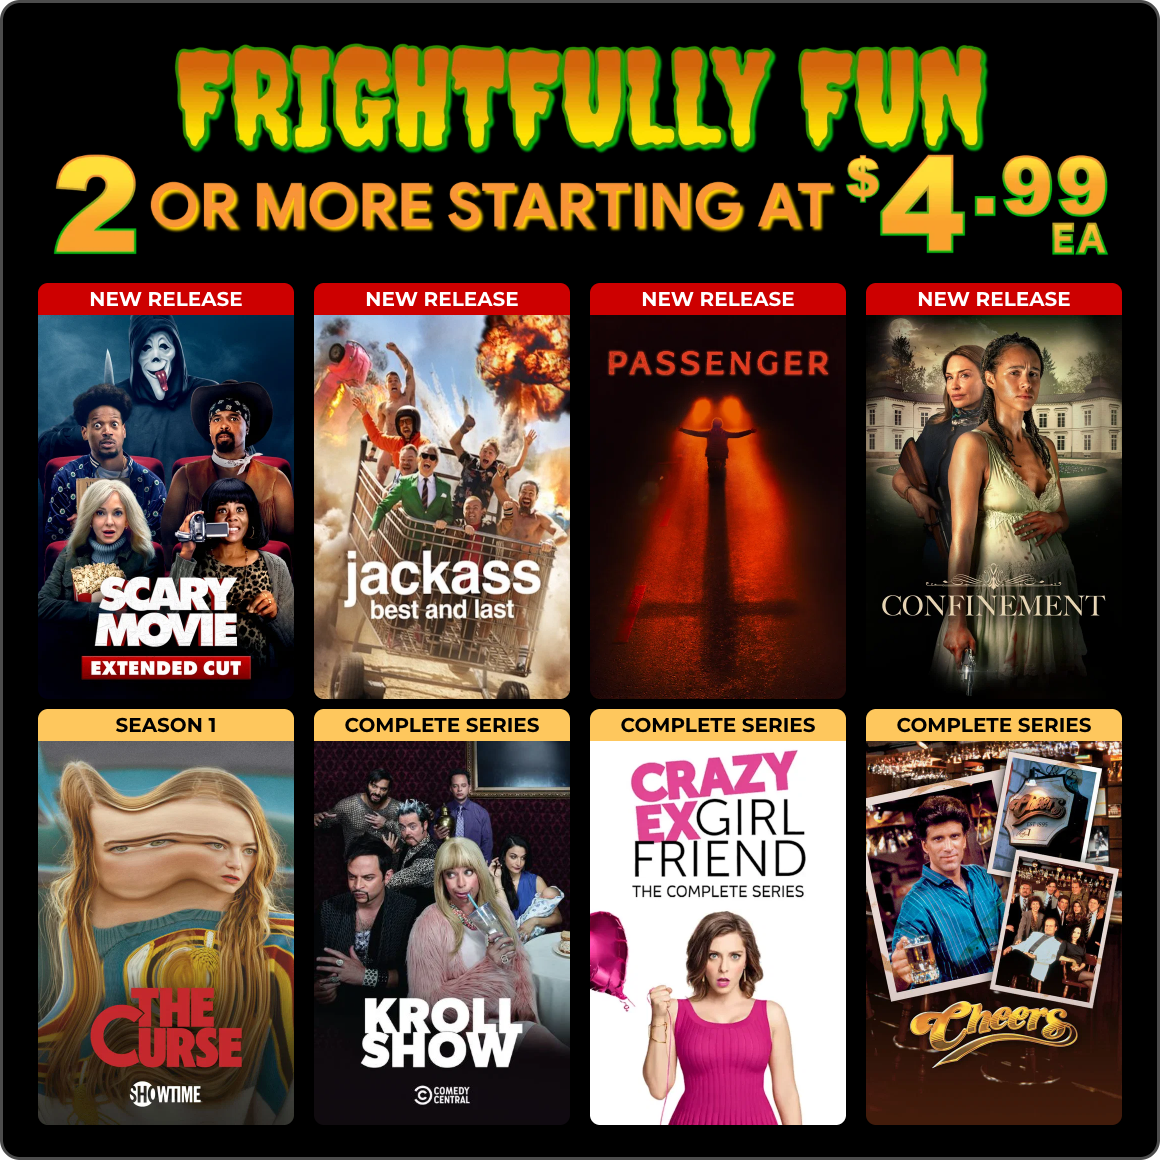 FRIGHTFULLY FUN
2 OR MORE STARTING AT $4.99 EA
NEW RELEASE
NEW RELEASE
NEW RELEASE
NEW RELEASE
SCARY
MOVIE
EXTENDED CUT
jackass
best and last
PASSENGER
CONFINEMENT
SEASON 1
COMPLETE SERIES
COMPLETE SERIES
COMPLETE SERIES
THE
CURSE
SHOWTIME
KROLL
SHOW
COMEDY
CENTRAL
CRAZY
EXGIRL
FRIEND
THE COMPLETE SERIES
Cheers
Cheers